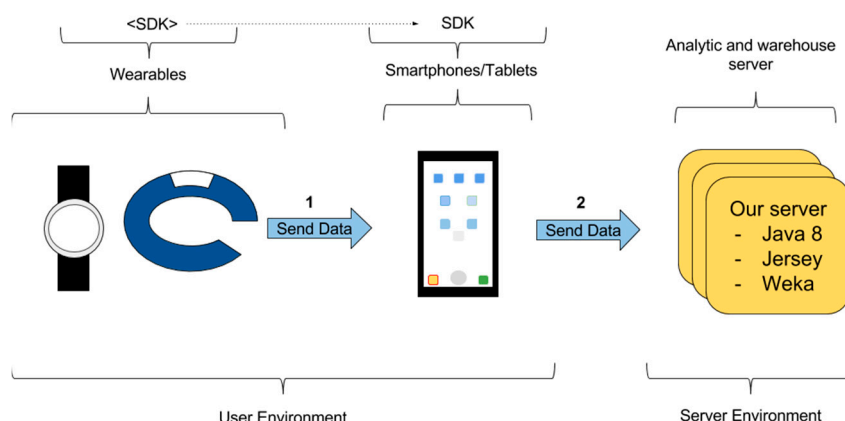 <SDK>
SDK
Wearables
Smartphones/Tablets
Analytic and warehouse
server
1
Send Data
2
Send Data
Our server
- Java 8
- Jersey
- Weka
User Environment
Server Environment